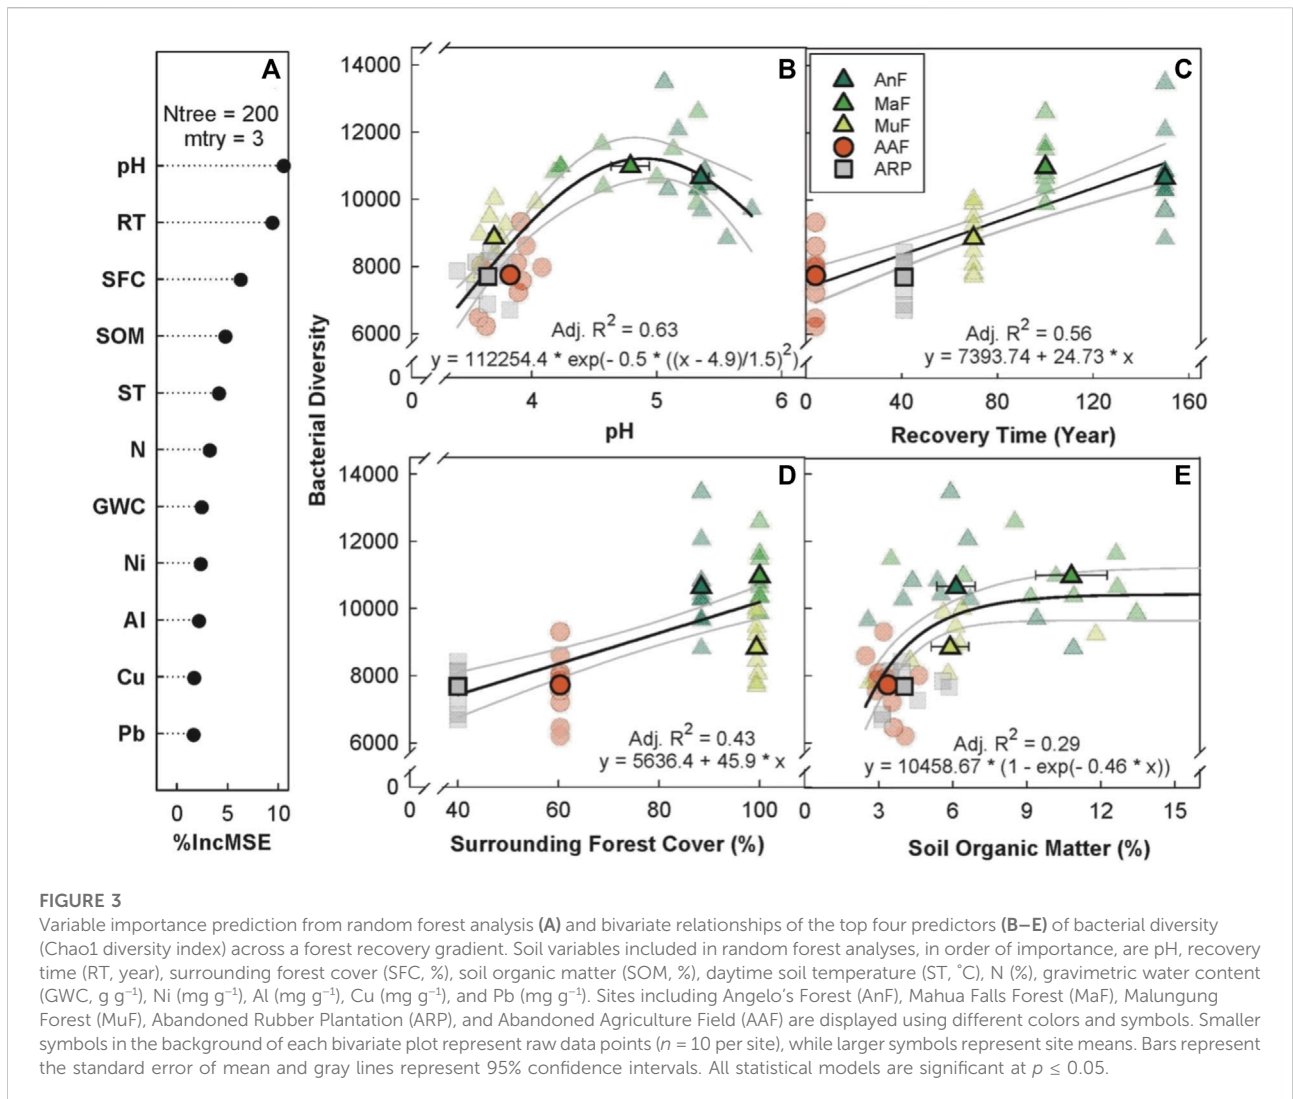 A
Ntree = 200
mtry = 3
pH
RT
SFC
SOM
ST
N
GWC
Ni
Al
Cu
Pb
0 5 10
%IncMSE
Bacterial Diversity
B
14000
12000
10000
8000
6000
0
Adj. R² = 0.63
y = 112254.4 * exp(- 0.5 * ((x - 4.9)/1.5)²)
0 4 5 6
pH
C
AnF
MaF
MuF
AAF
ARP
Adj. R² = 0.56
y = 7393.74 + 24.73 * x
0 40 80 120 160
Recovery Time (Year)
D
14000
12000
10000
8000
6000
0
Adj. R² = 0.43
y = 5636.4 + 45.9 * x
0 40 60 80 100
Surrounding Forest Cover (%)
E
Adj. R² = 0.29
y = 10458.67 * (1 - exp(- 0.46 * x))
0 3 6 9 12 15
Soil Organic Matter (%)
FIGURE 3
Variable importance prediction from random forest analysis (A) and bivariate relationships of the top four predictors (B–E) of bacterial diversity
(Chao1 diversity index) across a forest recovery gradient. Soil variables included in random forest analyses, in order of importance, are pH, recovery
time (RT, year), surrounding forest cover (SFC, %), soil organic matter (SOM, %), daytime soil temperature (ST, °C), N (%), gravimetric water content
(GWC, g g⁻¹), Ni (mg g⁻¹), Al (mg g⁻¹), Cu (mg g⁻¹), and Pb (mg g⁻¹). Sites including Angelo's Forest (AnF), Mahua Falls Forest (MaF), Malungung
Forest (MuF), Abandoned Rubber Plantation (ARP), and Abandoned Agriculture Field (AAF) are displayed using different colors and symbols. Smaller
symbols in the background of each bivariate plot represent raw data points (n = 10 per site), while larger symbols represent site means. Bars represent
the standard error of mean and gray lines represent 95% confidence intervals. All statistical models are significant at p ≤ 0.05.